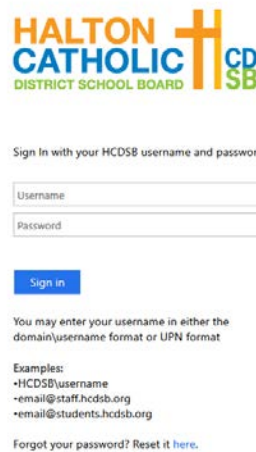 HALTON
CATHOLIC
DISTRICT SCHOOL BOARD
CD
SB
Sign In with your HCDSB username and passwor
Username
Password
Sign in
You may enter your username in either the
domain\username format or UPN format
Examples:
•HCDSB\username
•email@staff.hcdsb.org
•email@students.hcdsb.org
Forgot your password? Reset it here.